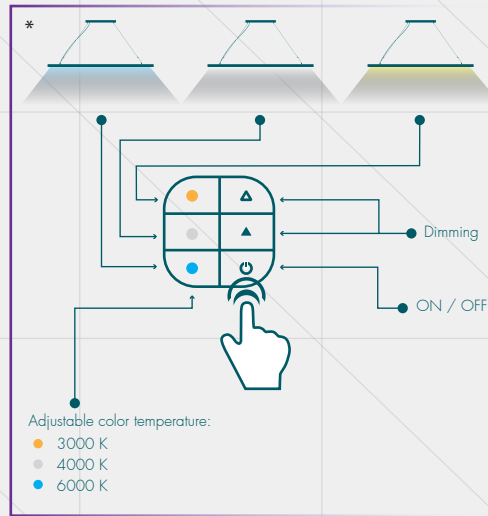 *
Dimming
ON / OFF
Adjustable color temperature:
3000 K
4000 K
6000 K